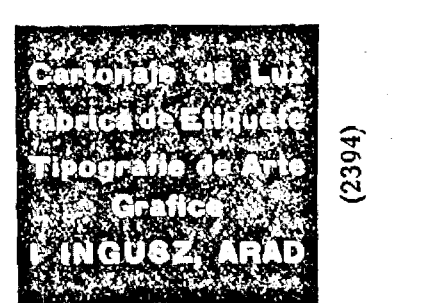 Cartonaje de Lux
fabrica de Etiquete
Tipografie de Arte
Grafice
I. INGUSZ, ARAD
(2394)